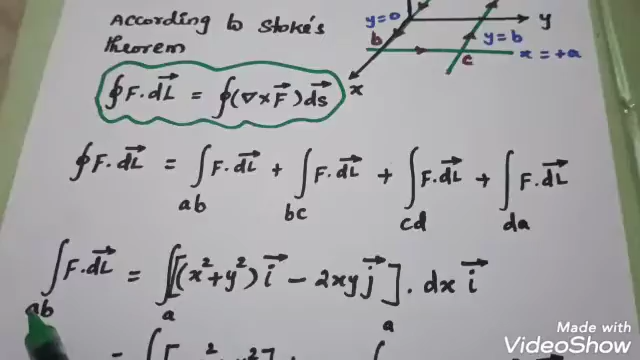 According to Stoke's
theorem
y=0
y
b
y=b
c
x = +a
x
∮F.dL⃗ = ∮(∇×F⃗)ds⃗
∮F.dL⃗ = ∫F.dL⃗ + ∫F.dL⃗ + ∫F.dL⃗ + ∫F.dL⃗
ab bc cd da
∫F.dL⃗ = ∫[(x²+y²)i⃗ − 2xyj⃗]. dx i⃗
ab a a
Made with
VideoShow